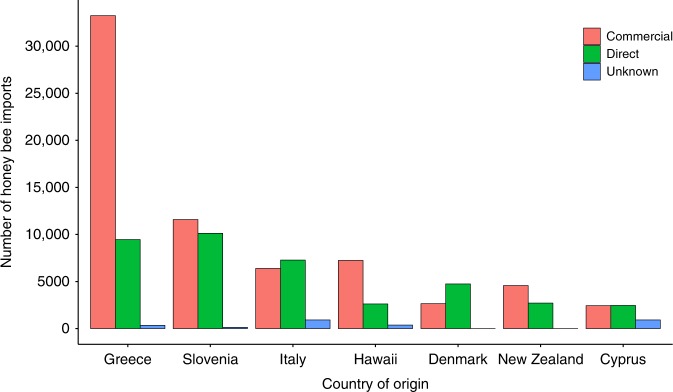 Number of honey bee imports
30,000
25,000
20,000
15,000
10,000
5000
0
Commercial
Direct
Unknown
Greece Slovenia Italy Hawaii Denmark New Zealand Cyprus
Country of origin